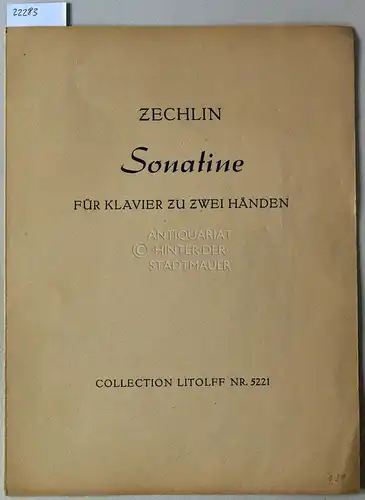 22283
ZECHLIN
Sonatine
FÜR KLAVIER ZU ZWEI HÄNDEN
ANTIQUARIAT
© HINTER DER
STADTMAUER
COLLECTION LITOLFF NR. 5221